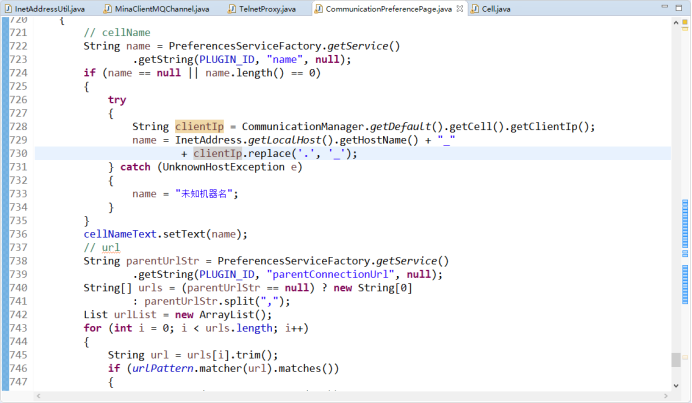 InetAddressUtil.java MinaClientMQChannel.java TelnetProxy.java CommunicationPreferencePage.java Cell.java
720 {
721 // cellName
722 String name = PreferencesServiceFactory.getService()
723 .getString(PLUGIN_ID, "name", null);
724 if (name == null || name.length() == 0)
725 {
726 try
727 {
728 String clientIp = CommunicationManager.getDefault().getCell().getClientIp();
729 name = InetAddress.getLocalHost().getHostName() + "_"
730 + clientIp.replace('.', '_');
731 } catch (UnknownHostException e)
732 {
733 name = "未知机器名";
734 }
735 }
736 cellNameText.setText(name);
737 // url
738 String parentUrlStr = PreferencesServiceFactory.getService()
739 .getString(PLUGIN_ID, "parentConnectionUrl", null);
740 String[] urls = (parentUrlStr == null) ? new String[0]
741 : parentUrlStr.split(",");
742 List urlList = new ArrayList();
743 for (int i = 0; i < urls.length; i++)
744 {
745 String url = urls[i].trim();
746 if (urlPattern.matcher(url).matches())
747 {